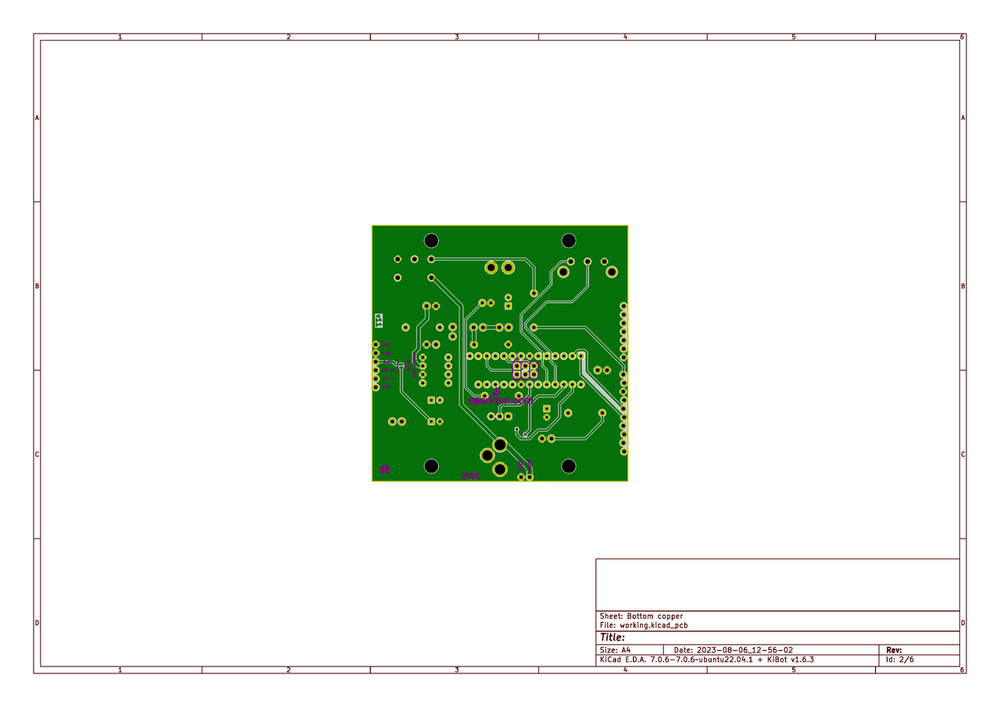 1 2 3 4 5 6
A A
B B
C C
D D
Sheet: Bottom copper
File: working.kicad_pcb
Title:
Size: A4 Date: 2023-08-06_12-56-02 Rev:
KiCad E.D.A. 7.0.6-7.0.6-ubuntu22.04.1 + KiBot v1.6.3 Id: 2/6
1 2 3 4 5 6